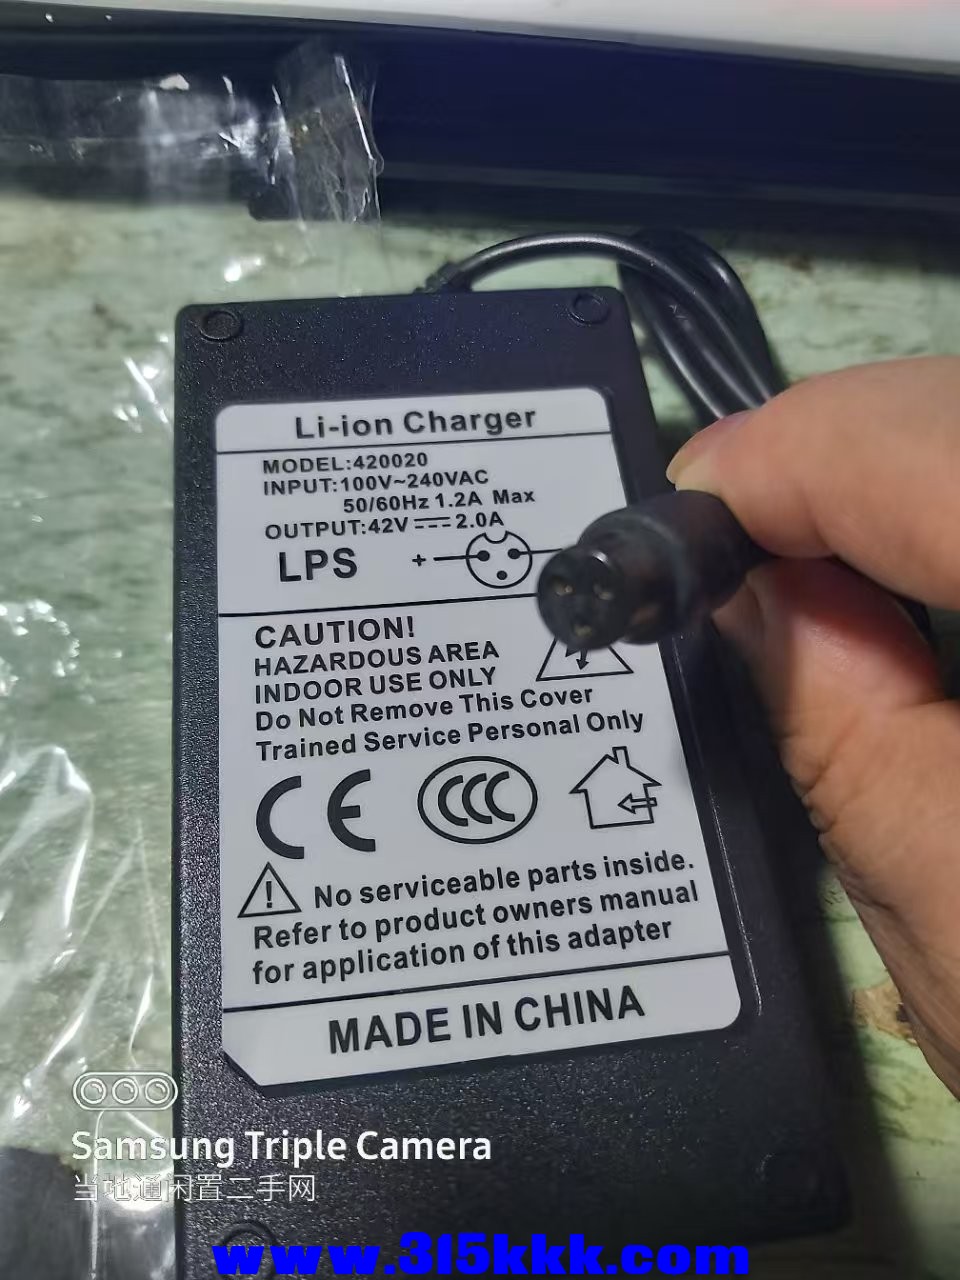 Li-ion Charger
MODEL:420020
INPUT:100V~240VAC
50/60Hz 1.2A Max
OUTPUT:42V⎓2.0A
LPS
+
CAUTION!
HAZARDOUS AREA
INDOOR USE ONLY
Do Not Remove This Cover
Trained Service Personal Only
CE CCC
! No serviceable parts inside.
Refer to product owners manual
for application of this adapter
MADE IN CHINA
Samsung Triple Camera
当地通闲置二手网
www.315kkk.com